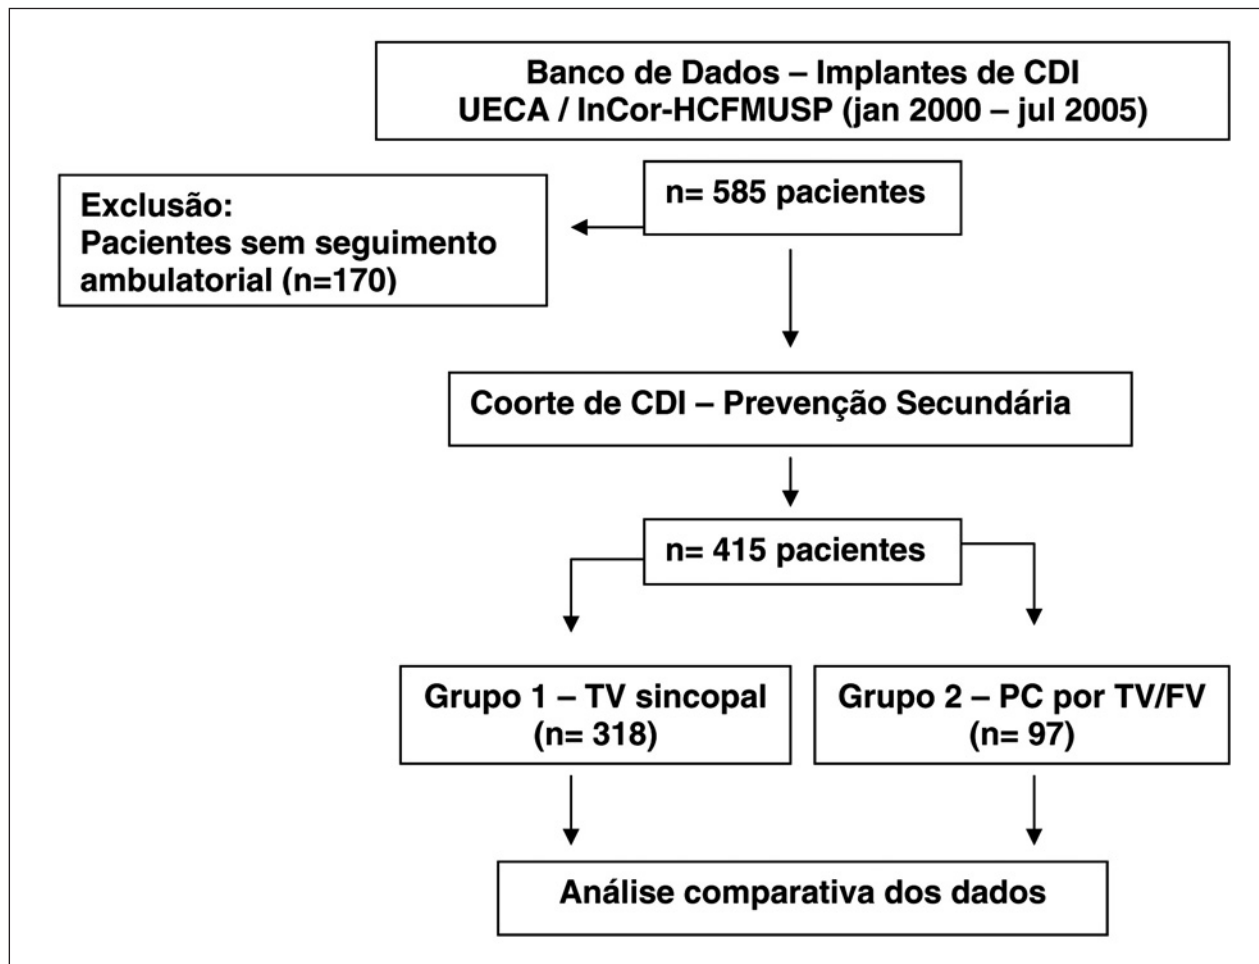 Banco de Dados – Implantes de CDI
UECA / InCor-HCFMUSP (jan 2000 – jul 2005)
n= 585 pacientes
Exclusão:
Pacientes sem seguimento
ambulatorial (n=170)
Coorte de CDI – Prevenção Secundária
n= 415 pacientes
Grupo 1 – TV sincopal
(n= 318)
Grupo 2 – PC por TV/FV
(n= 97)
Análise comparativa dos dados